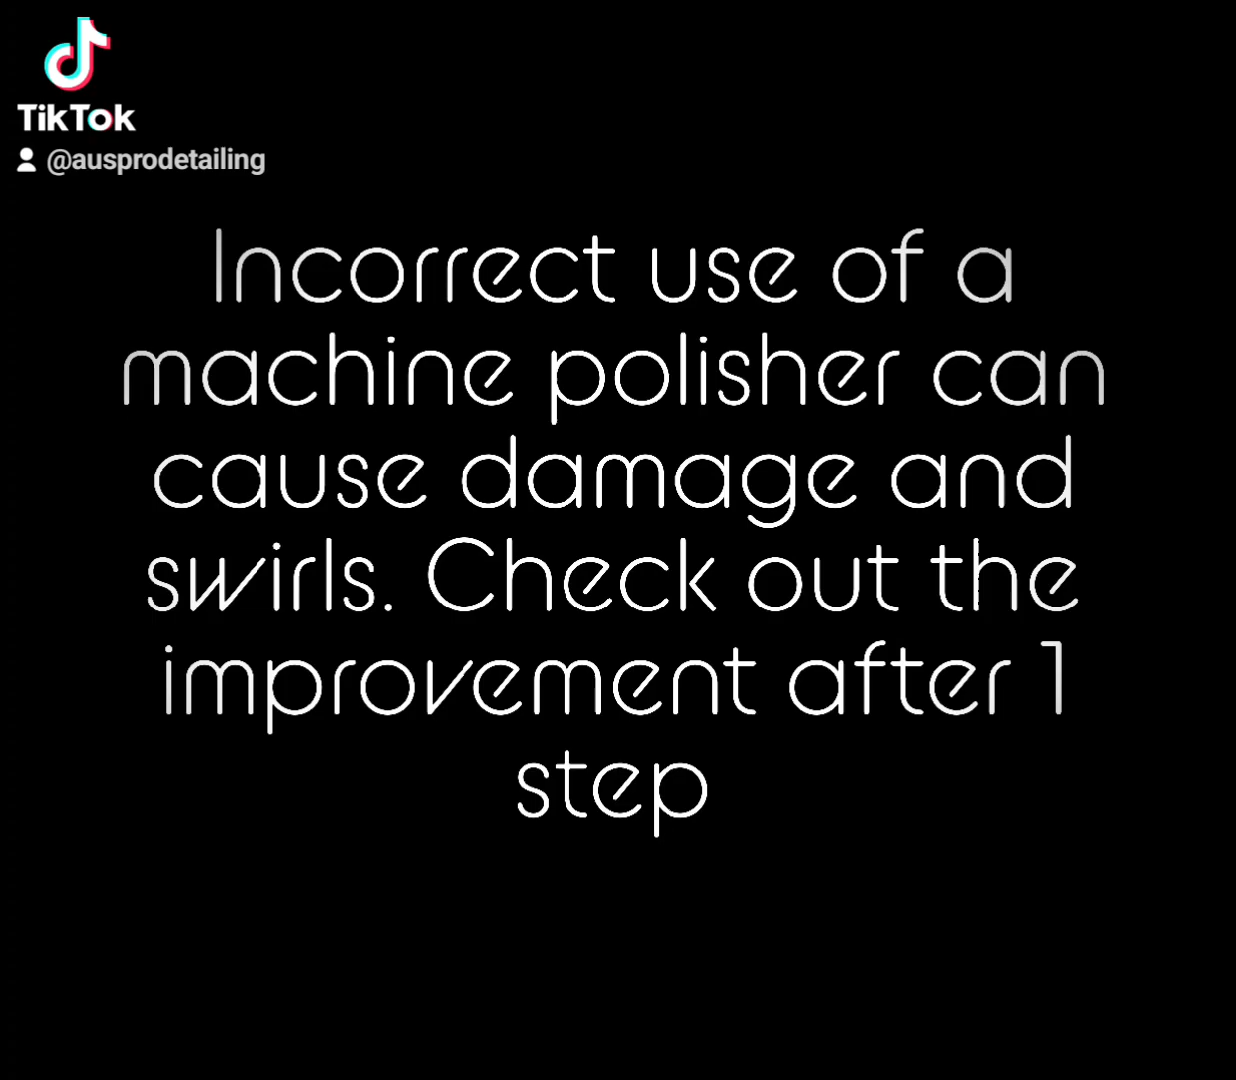 TikTok
@ausprodetailing
Incorrect use of a
machine polisher can
cause damage and
swirls. Check out the
improvement after 1
step